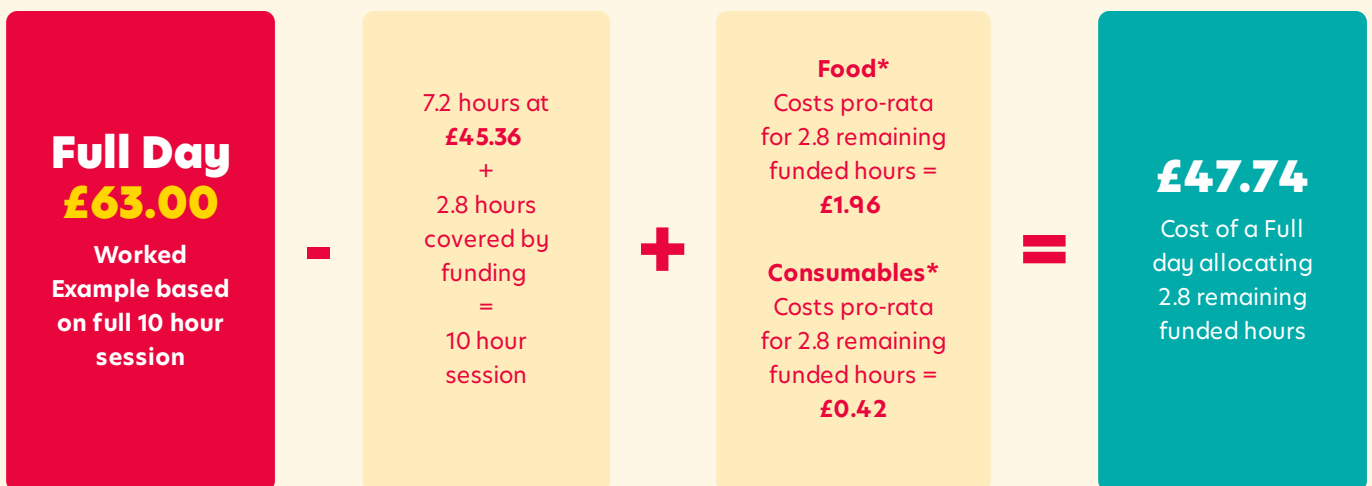 Full Day
£63.00
Worked
Example based
on full 10 hour
session
-
7.2 hours at
£45.36
+
2.8 hours
covered by
funding
=
10 hour
session
+
Food*
Costs pro-rata
for 2.8 remaining
funded hours =
£1.96
Consumables*
Costs pro-rata
for 2.8 remaining
funded hours =
£0.42
=
£47.74
Cost of a Full
day allocating
2.8 remaining
funded hours